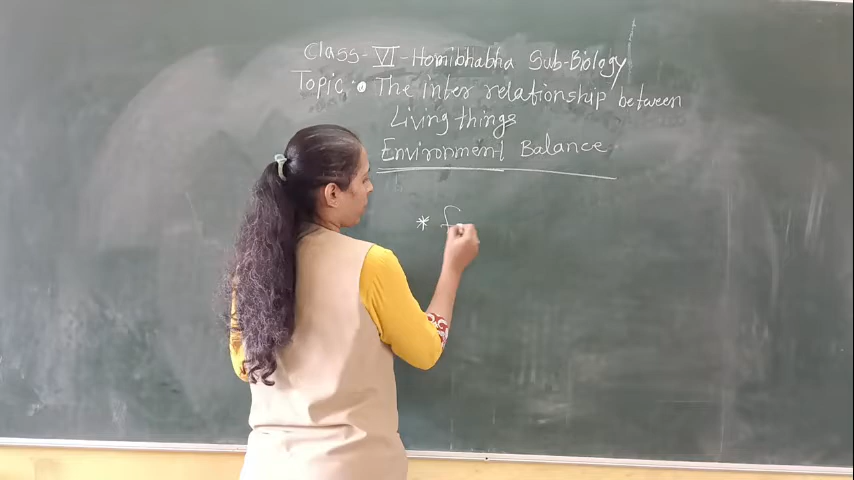 Class-VI-Homibhabha Sub-Biology
Topic:• The inter relationship between
Living things
Environment Balance
* f